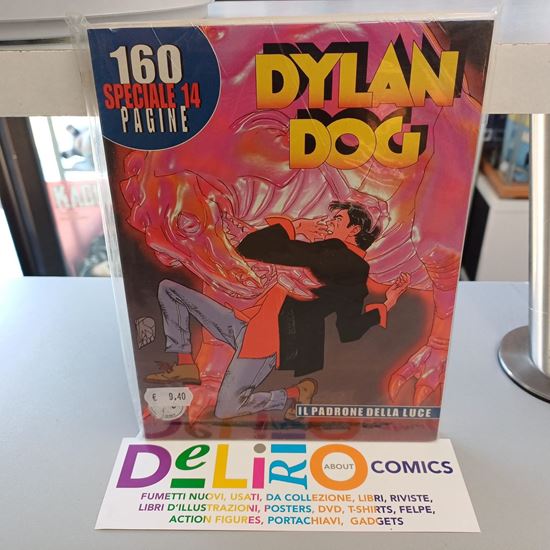 160
SPECIALE 14
PAGINE
DYLAN
DOG
€ 9,40
IL PADRONE DELLA LUCE
DeLiRiO ABOUT COMICS
FUMETTI NUOVI, USATI, DA COLLEZIONE, LIBRI, RIVISTE,
LIBRI D'ILLUSTRAZIONI, POSTERS, DVD, T-SHIRTS, FELPE,
ACTION FIGURES, PORTACHIAVI, GADGETS